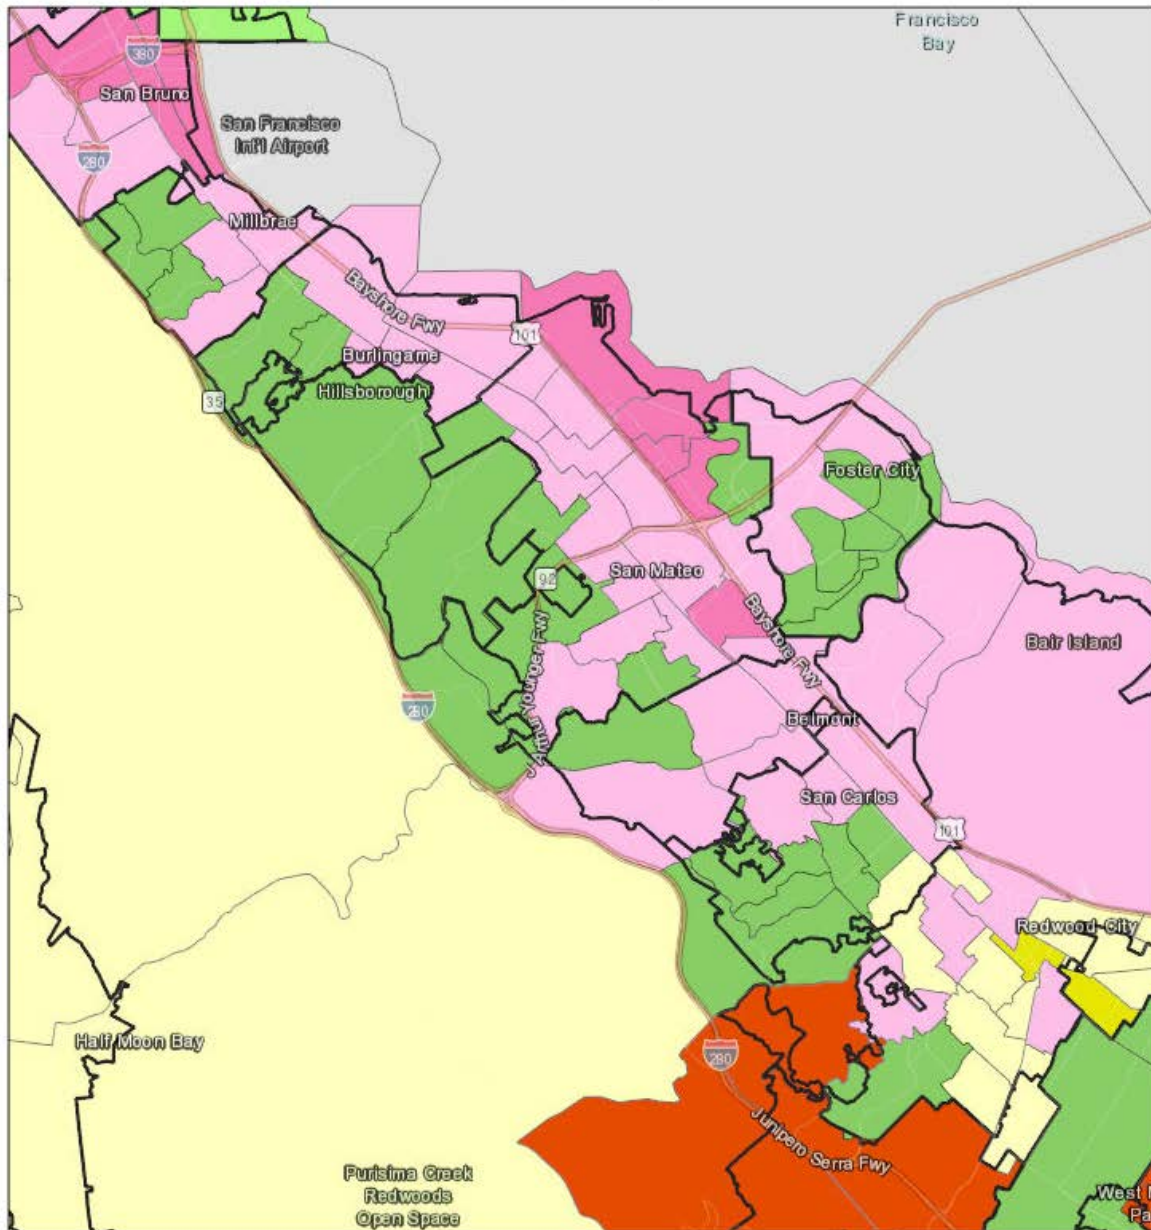 Francisco
Bay
380
San Bruno
San Francisco
Int'l Airport
280
Millbrae
Bayshore Fwy
101
Burlingame
Hillsborough
35
Foster City
92
San Mateo
Bayshore Fwy
Bair Island
J Arthur Younger Fwy
280
Belmont
San Carlos
101
Redwood City
Half Moon Bay
280
Junipero Serra Fwy
Purisima Creek
Redwoods
Open Space
West